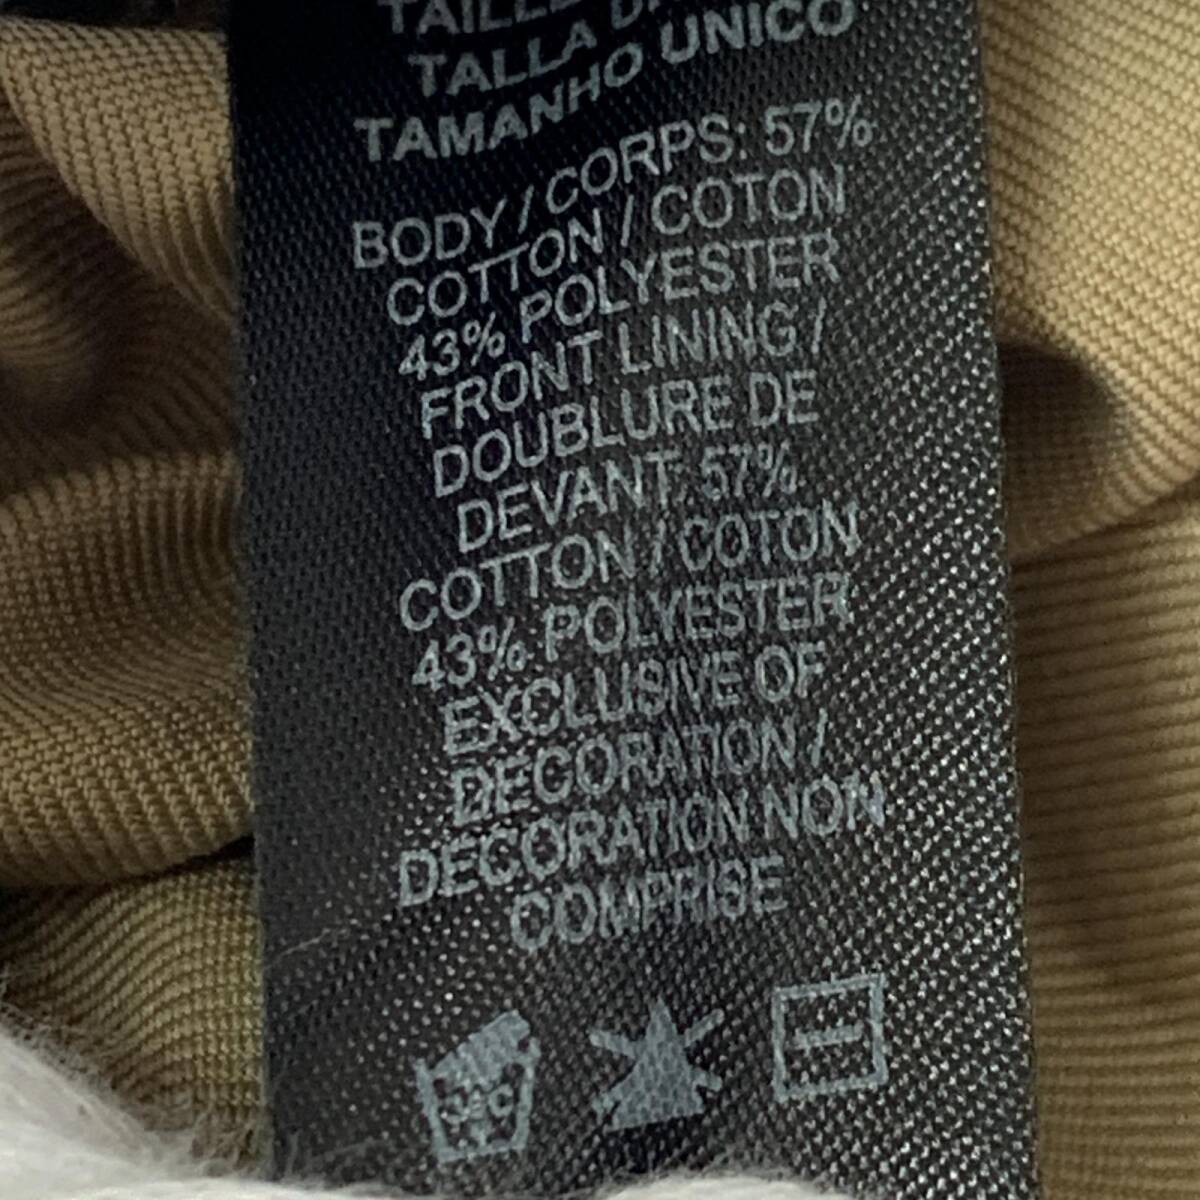 TAILLE
TALLA
TAMANHO UNICO
BODY / CORPS: 57%
COTTON / COTON
43% POLYESTER
FRONT LINING /
DOUBLURE DE
DEVANT: 57%
COTTON / COTON
43% POLYESTER
EXCLUSIVE OF
DECORATION /
DECORATION NON
COMPRISE